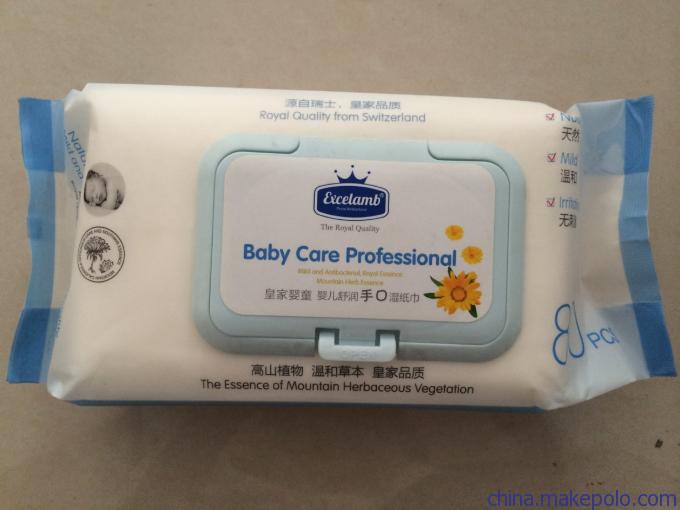 源自瑞士、皇家品质
Royal Quality from Switzerland
天然
Mild
温和
Excelamb
The Royal Quality
Baby Care Professional
Mild and Antibacterial, Royal Essence
Mountain Herb Essence
皇家婴童 婴儿舒润手口湿纸巾
OPEN
高山植物 温和草本 皇家品质
The Essence of Mountain Herbaceous Vegetation
china.makepolo.com